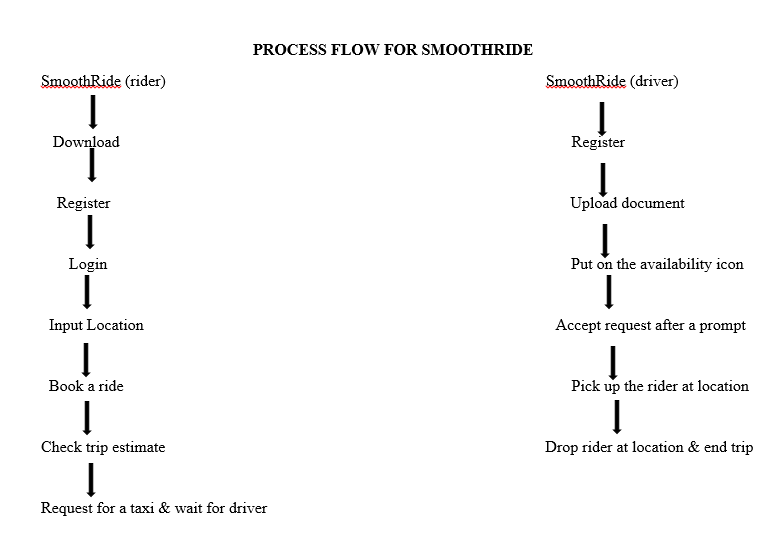 PROCESS FLOW FOR SMOOTHRIDE
SmoothRide (rider)
Download
Register
Login
Input Location
Book a ride
Check trip estimate
Request for a taxi & wait for driver
SmoothRide (driver)
Register
Upload document
Put on the availability icon
Accept request after a prompt
Pick up the rider at location
Drop rider at location & end trip